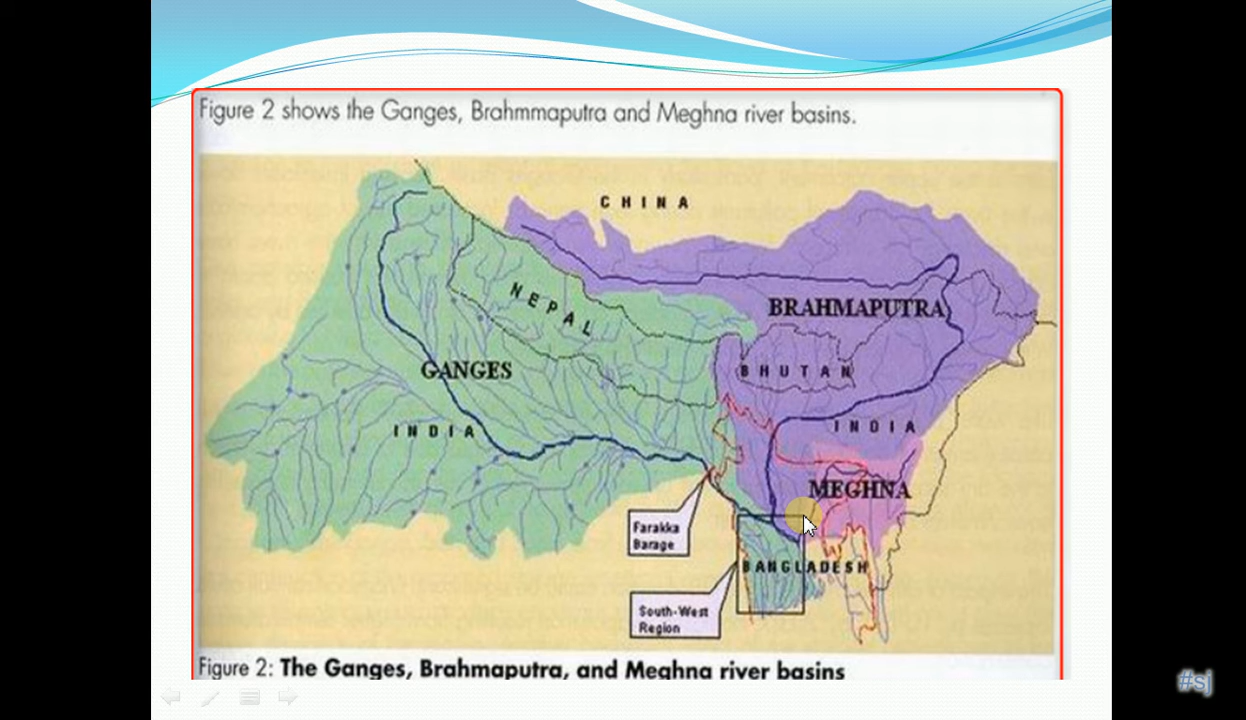 Figure 2 shows the Ganges, Brahmmaputra and Meghna river basins.
CHINA
NEPAL
BRAHMAPUTRA
GANGES
BHUTAN
INDIA
INDIA
MEGHNA
Farakka
Barage
BANGLADESH
South-West
Region
Figure 2: The Ganges, Brahmaputra, and Meghna river basins
#sj